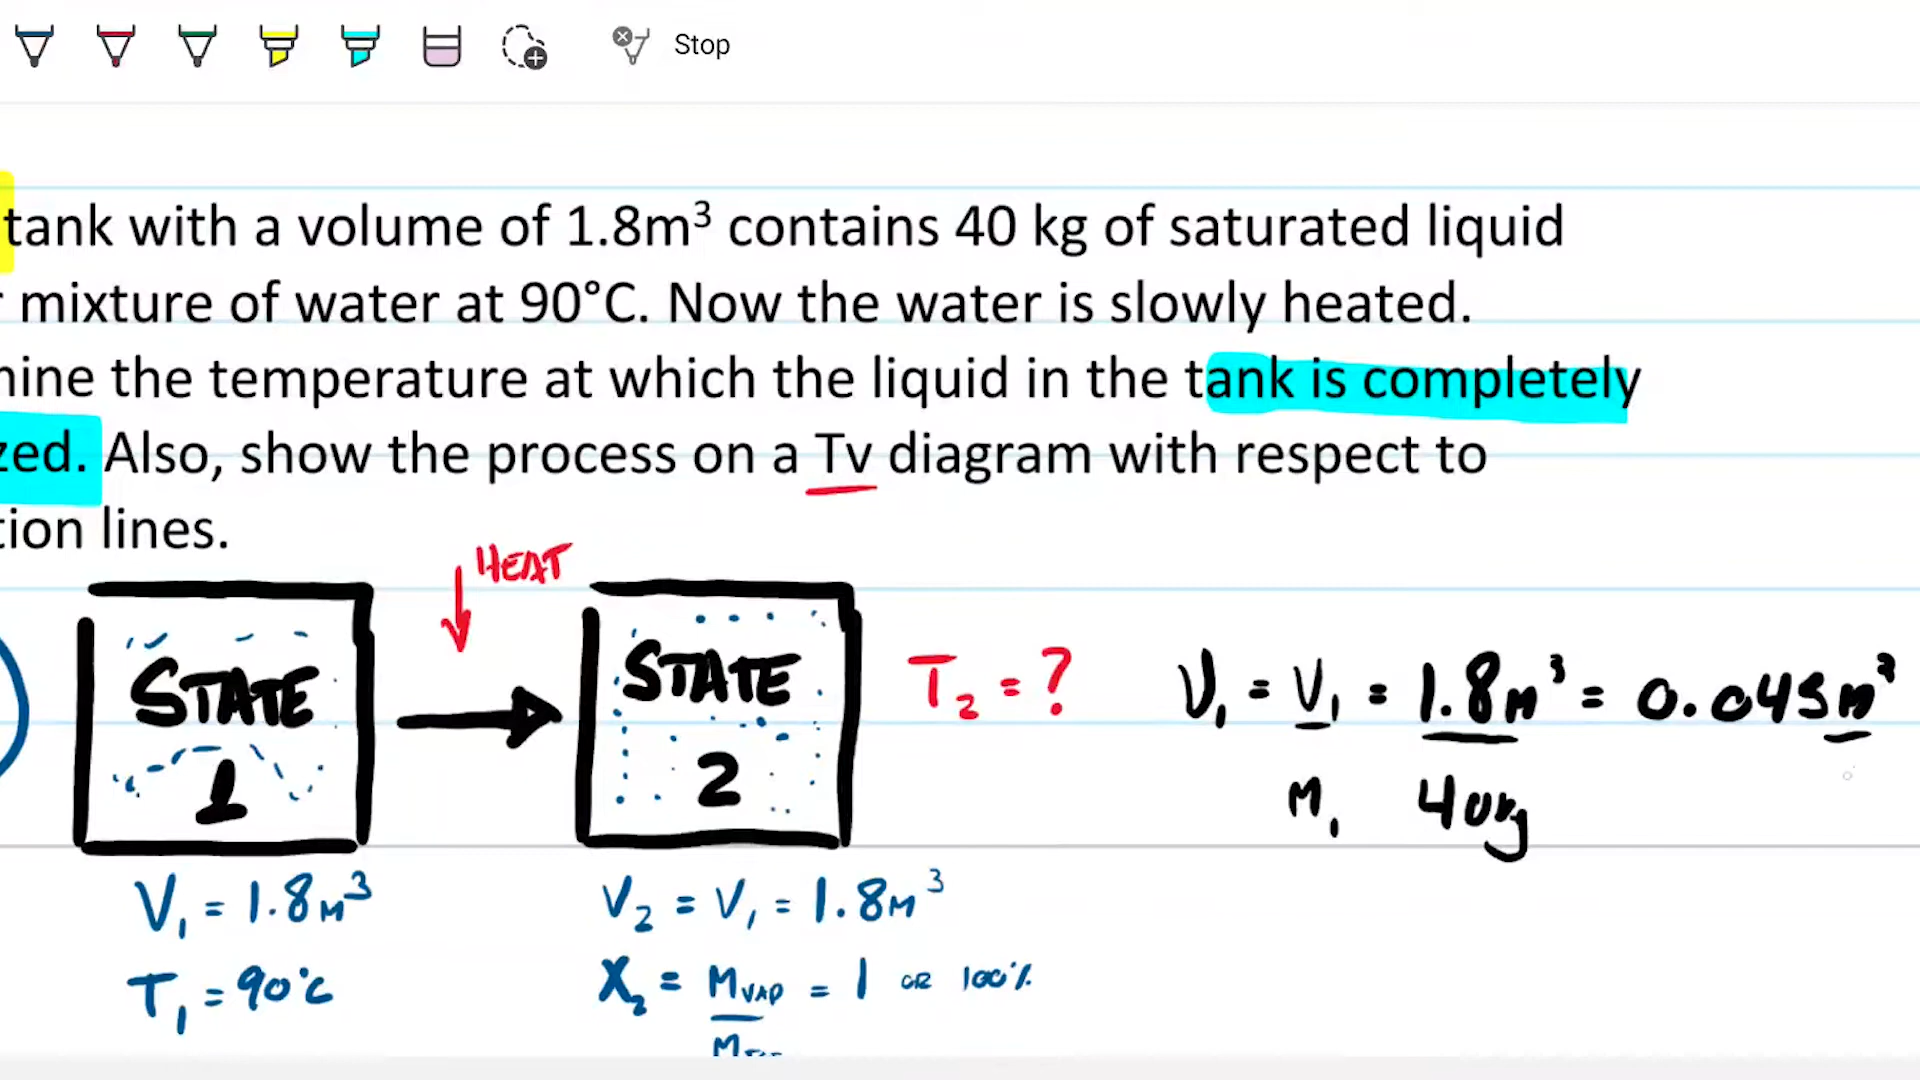 Stop
tank with a volume of 1.8m³ contains 40 kg of saturated liquid
mixture of water at 90°C. Now the water is slowly heated.
ine the temperature at which the liquid in the tank is completely
zed. Also, show the process on a Tv diagram with respect to
tion lines.
HEAT
STATE
1
STATE
2
T₂ = ?
V₁ = V₁ = 1.8m³ = 0.045m³
M₁ 40kg
V₁ = 1.8m³
T₁ = 90°C
V₂ = V₁ = 1.8m³
X₂ = MVAP = 1 OR 100%